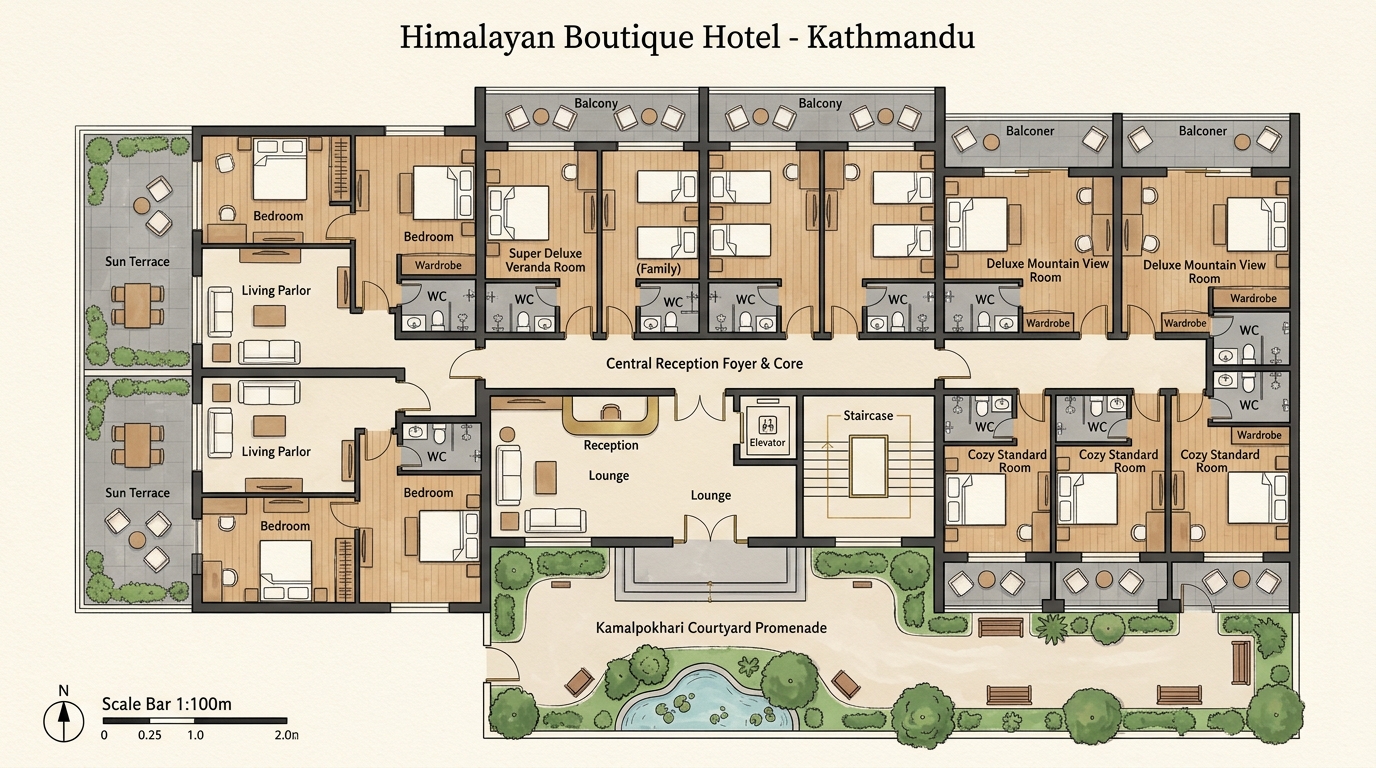 Himalayan Boutique Hotel - Kathmandu
Balcony
Balcony
Balconer
Balconer
Bedroom
Bedroom
Wardrobe
Sun Terrace
Living Parlor
WC
Super Deluxe
Veranda Room
WC
(Family)
WC
WC
WC
Deluxe Mountain View
Room
WC
Wardrobe
Deluxe Mountain View
Room
Wardrobe
Wardrobe
WC
WC
Central Reception Foyer & Core
Living Parlor
WC
Sun Terrace
Bedroom
Bedroom
Reception
Lounge
Lounge
Elevator
Staircase
WC
Cozy Standard
Room
WC
Cozy Standard
Room
Wardrobe
Cozy Standard
Room
Kamalpokhari Courtyard Promenade
N
Scale Bar 1:100m
0 0.25 1.0 2.0m